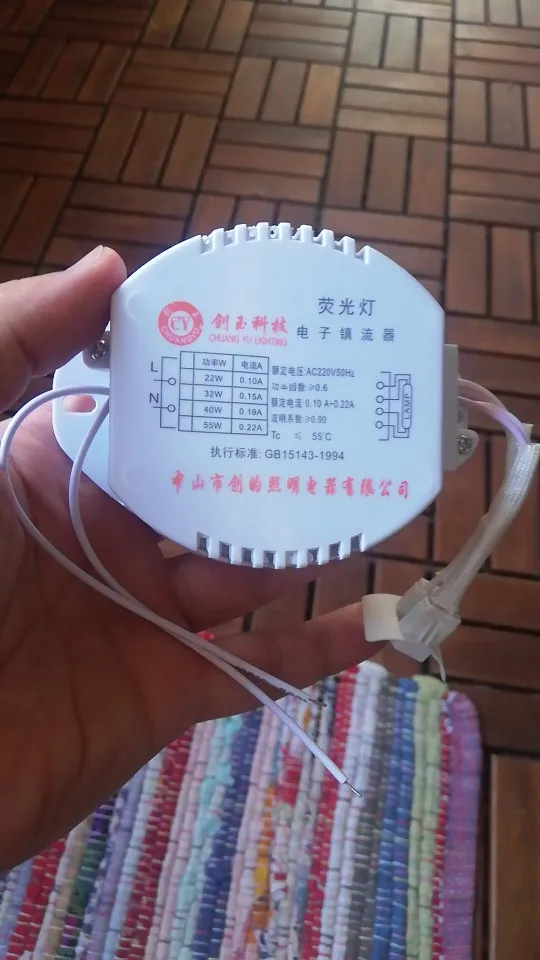 荧光灯
CY
CHUANGYU
创玉科技
CHUANG YU LIGHTING
电子镇流器
L
N
功率W 电流A
22W 0.10A
32W 0.15A
40W 0.19A
55W 0.22A
额定电压:AC220V50Hz
功率因数:≥0.6
额定电流:0.10 A~0.22A
流明系数:≥0.90
Tc ≤ 55℃
LAMP
执行标准: GB15143-1994
中山市创昀照明电器有限公司